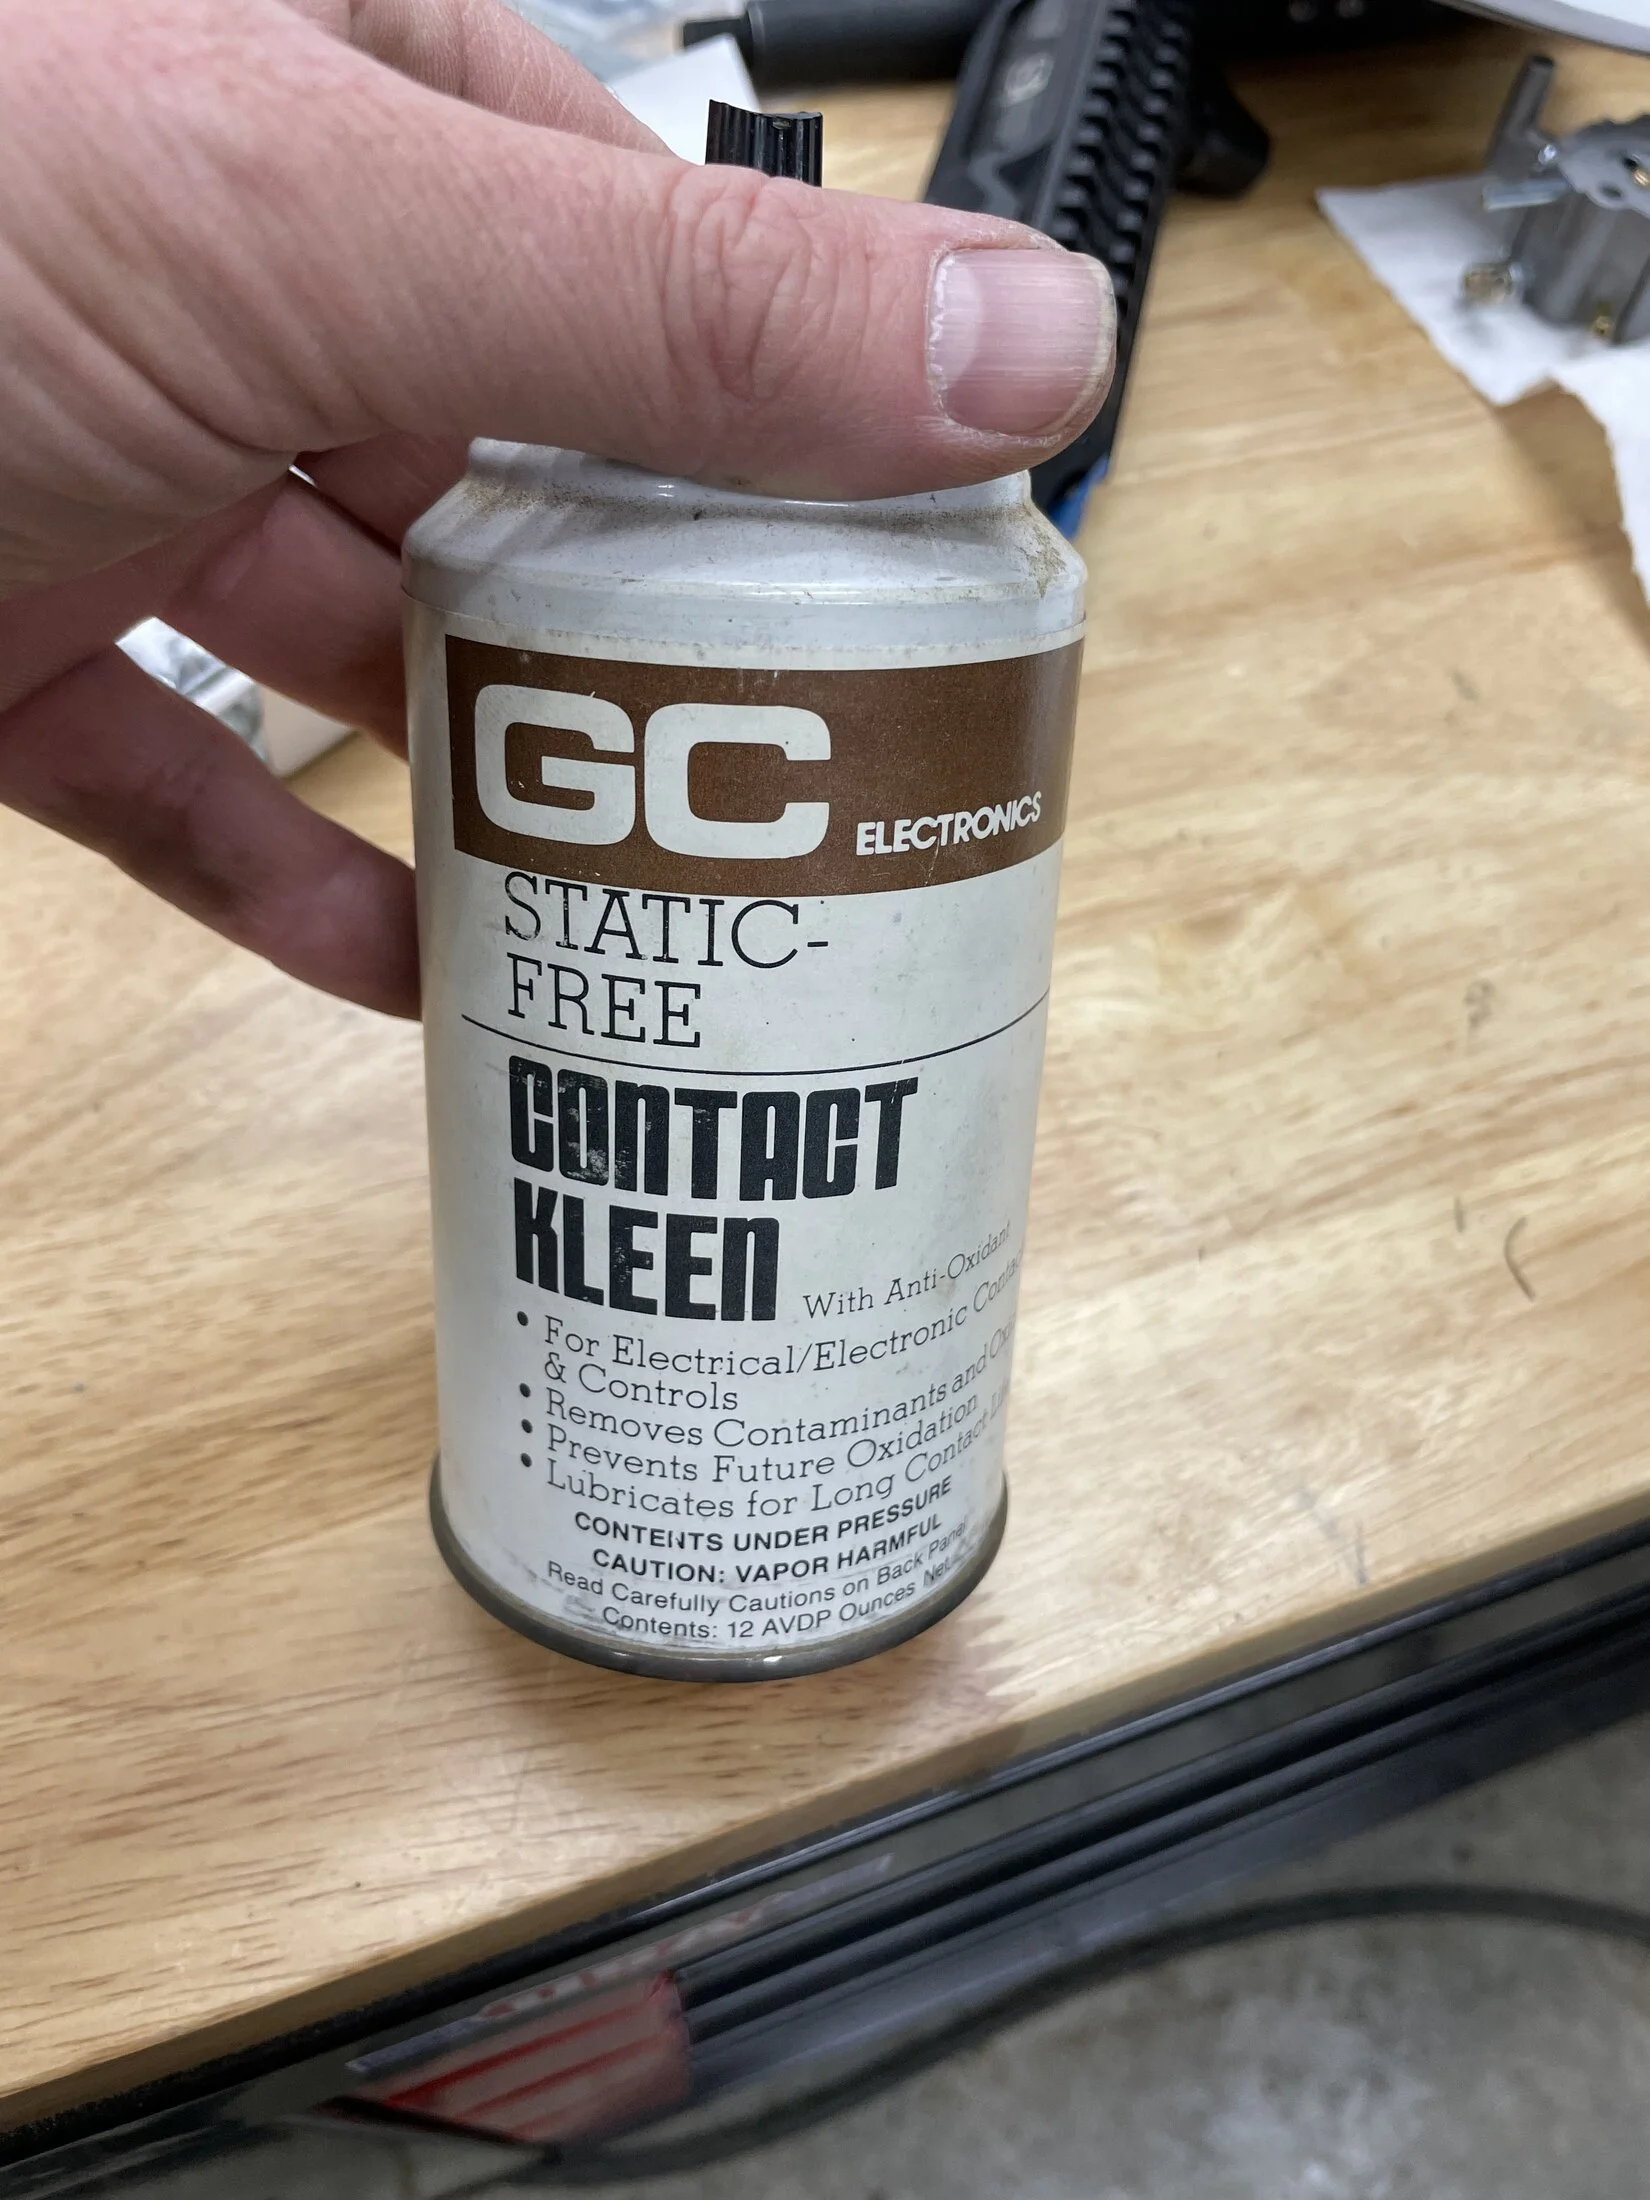 GC ELECTRONICS
STATIC-
FREE
CONTACT
KLEEN With Anti-Oxidant
• For Electrical/Electronic
& Controls
• Removes Contaminants and
• Prevents Future Oxidation
• Lubricates for Long Contact
CONTENTS UNDER PRESSURE
CAUTION: VAPOR HARMFUL
Read Carefully Cautions on Back Panel
Contents: 12 AVDP Ounces Net